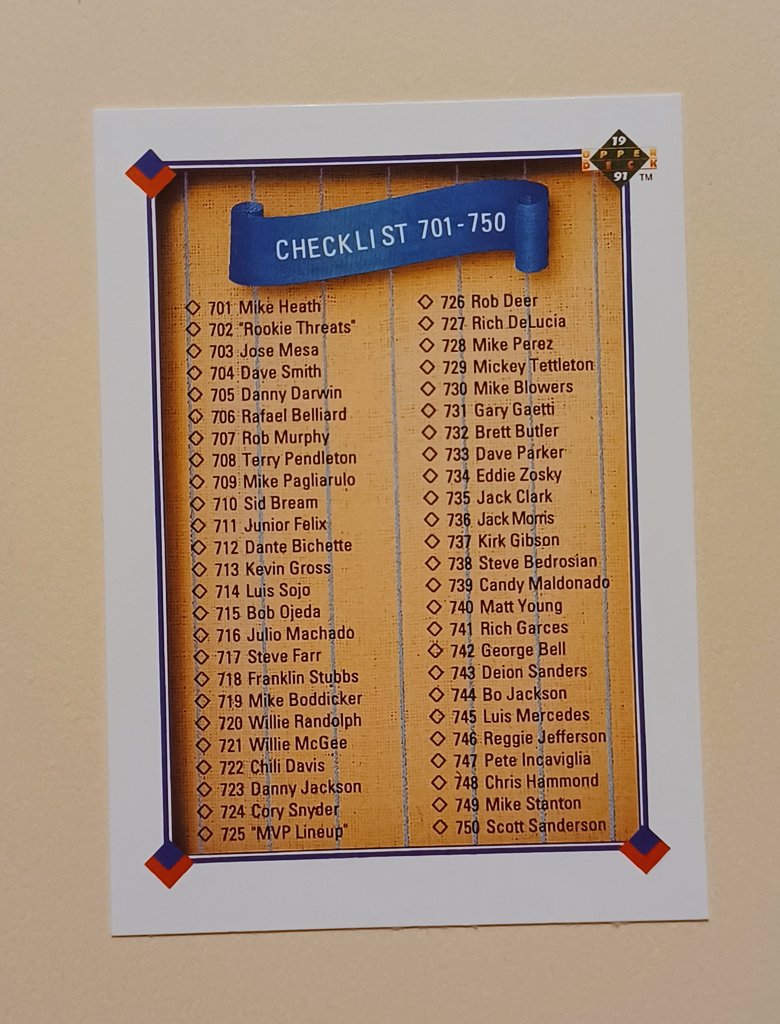 19
UPPER
DECK
91 TM
CHECKLIST 701-750
701 Mike Heath
702 "Rookie Threats"
703 Jose Mesa
704 Dave Smith
705 Danny Darwin
706 Rafael Belliard
707 Rob Murphy
708 Terry Pendleton
709 Mike Pagliarulo
710 Sid Bream
711 Junior Felix
712 Dante Bichette
713 Kevin Gross
714 Luis Sojo
715 Bob Ojeda
716 Julio Machado
717 Steve Farr
718 Franklin Stubbs
719 Mike Boddicker
720 Willie Randolph
721 Willie McGee
722 Chili Davis
723 Danny Jackson
724 Cory Snyder
725 "MVP Lineup"
726 Rob Deer
727 Rich DeLucia
728 Mike Perez
729 Mickey Tettleton
730 Mike Blowers
731 Gary Gaetti
732 Brett Butler
733 Dave Parker
734 Eddie Zosky
735 Jack Clark
736 Jack Morris
737 Kirk Gibson
738 Steve Bedrosian
739 Candy Maldonado
740 Matt Young
741 Rich Garces
742 George Bell
743 Deion Sanders
744 Bo Jackson
745 Luis Mercedes
746 Reggie Jefferson
747 Pete Incaviglia
748 Chris Hammond
749 Mike Stanton
750 Scott Sanderson